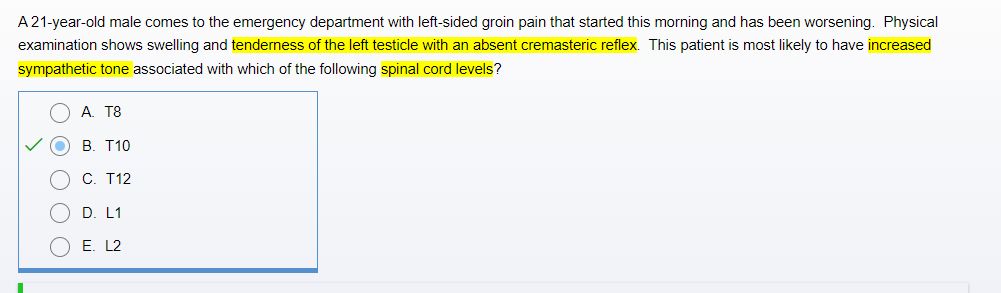 A 21-year-old male comes to the emergency department with left-sided groin pain that started this morning and has been worsening.  Physical
examination shows swelling and tenderness of the left testicle with an absent cremasteric reflex.  This patient is most likely to have increased
sympathetic tone associated with which of the following spinal cord levels?
A. T8
B. T10
C. T12
D. L1
E. L2